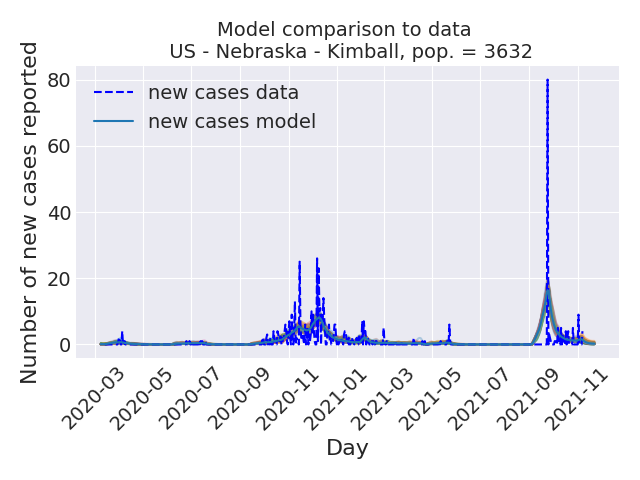 Model comparison to data
US - Nebraska - Kimball, pop. = 3632
Number of new cases reported
80
60
40
20
0
new cases data
new cases model
2020-03
2020-05
2020-07
2020-09
2020-11
2021-01
2021-03
2021-05
2021-07
2021-09
2021-11
Day